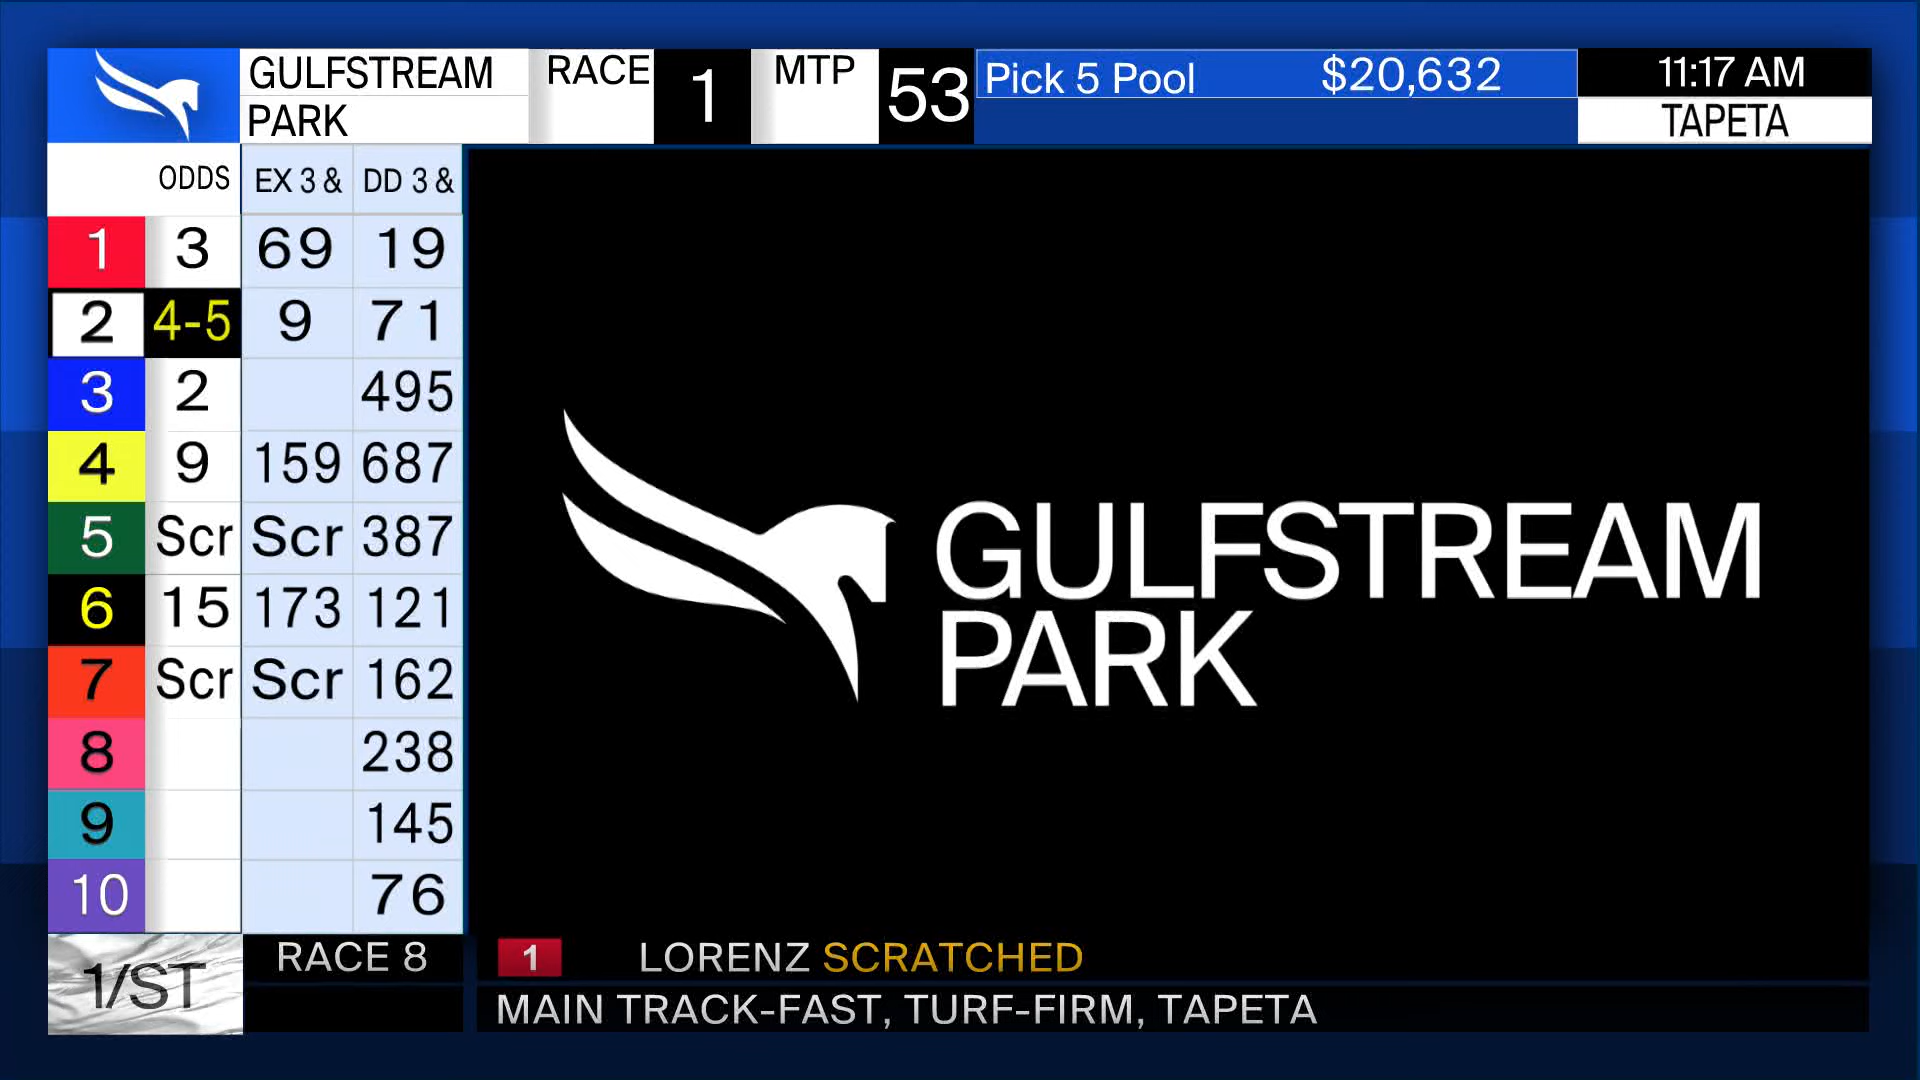 GULFSTREAM PARK RACE 1 MTP 53 Pick 5 Pool $20,632 11:17 AM
TAPETA
ODDS EX 3 & DD 3 &
1 3 69 19
2 4-5 9 71
3 2 495
4 9 159 687
5 Scr Scr 387
6 15 173 121
7 Scr Scr 162
8 238
9 145
10 76
GULFSTREAM
PARK
1/ST RACE 8
1 LORENZ SCRATCHED
MAIN TRACK-FAST, TURF-FIRM, TAPETA